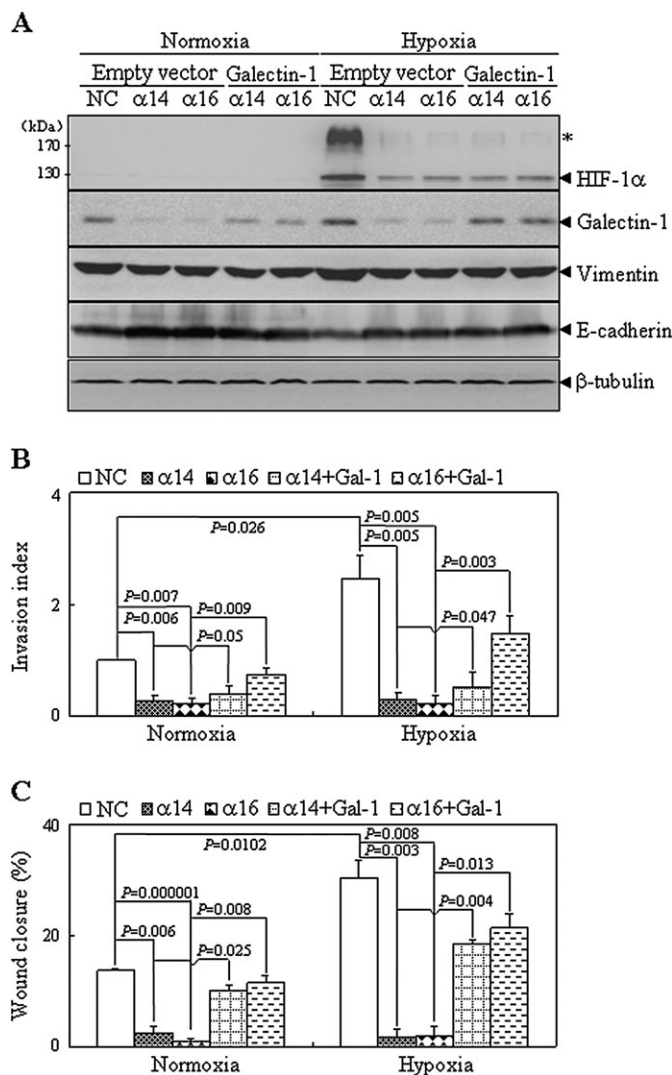 A
Normoxia Hypoxia
Empty vector Galectin-1 Empty vector Galectin-1
NC α14 α16 α14 α16 NC α14 α16 α14 α16
(kDa)
170
*
130
HIF-1α
Galectin-1
Vimentin
E-cadherin
β-tubulin
B
NC α14 α16 α14+Gal-1 α16+Gal-1
Invasion index
4
2
0
P=0.026
P=0.007
P=0.006
P=0.009
P=0.05
P=0.005
P=0.005
P=0.003
P=0.047
Normoxia Hypoxia
C
NC α14 α16 α14+Gal-1 α16+Gal-1
Wound closure (%)
40
20
0
P=0.0102
P=0.000001
P=0.006
P=0.008
P=0.025
P=0.008
P=0.003
P=0.013
P=0.004
Normoxia Hypoxia